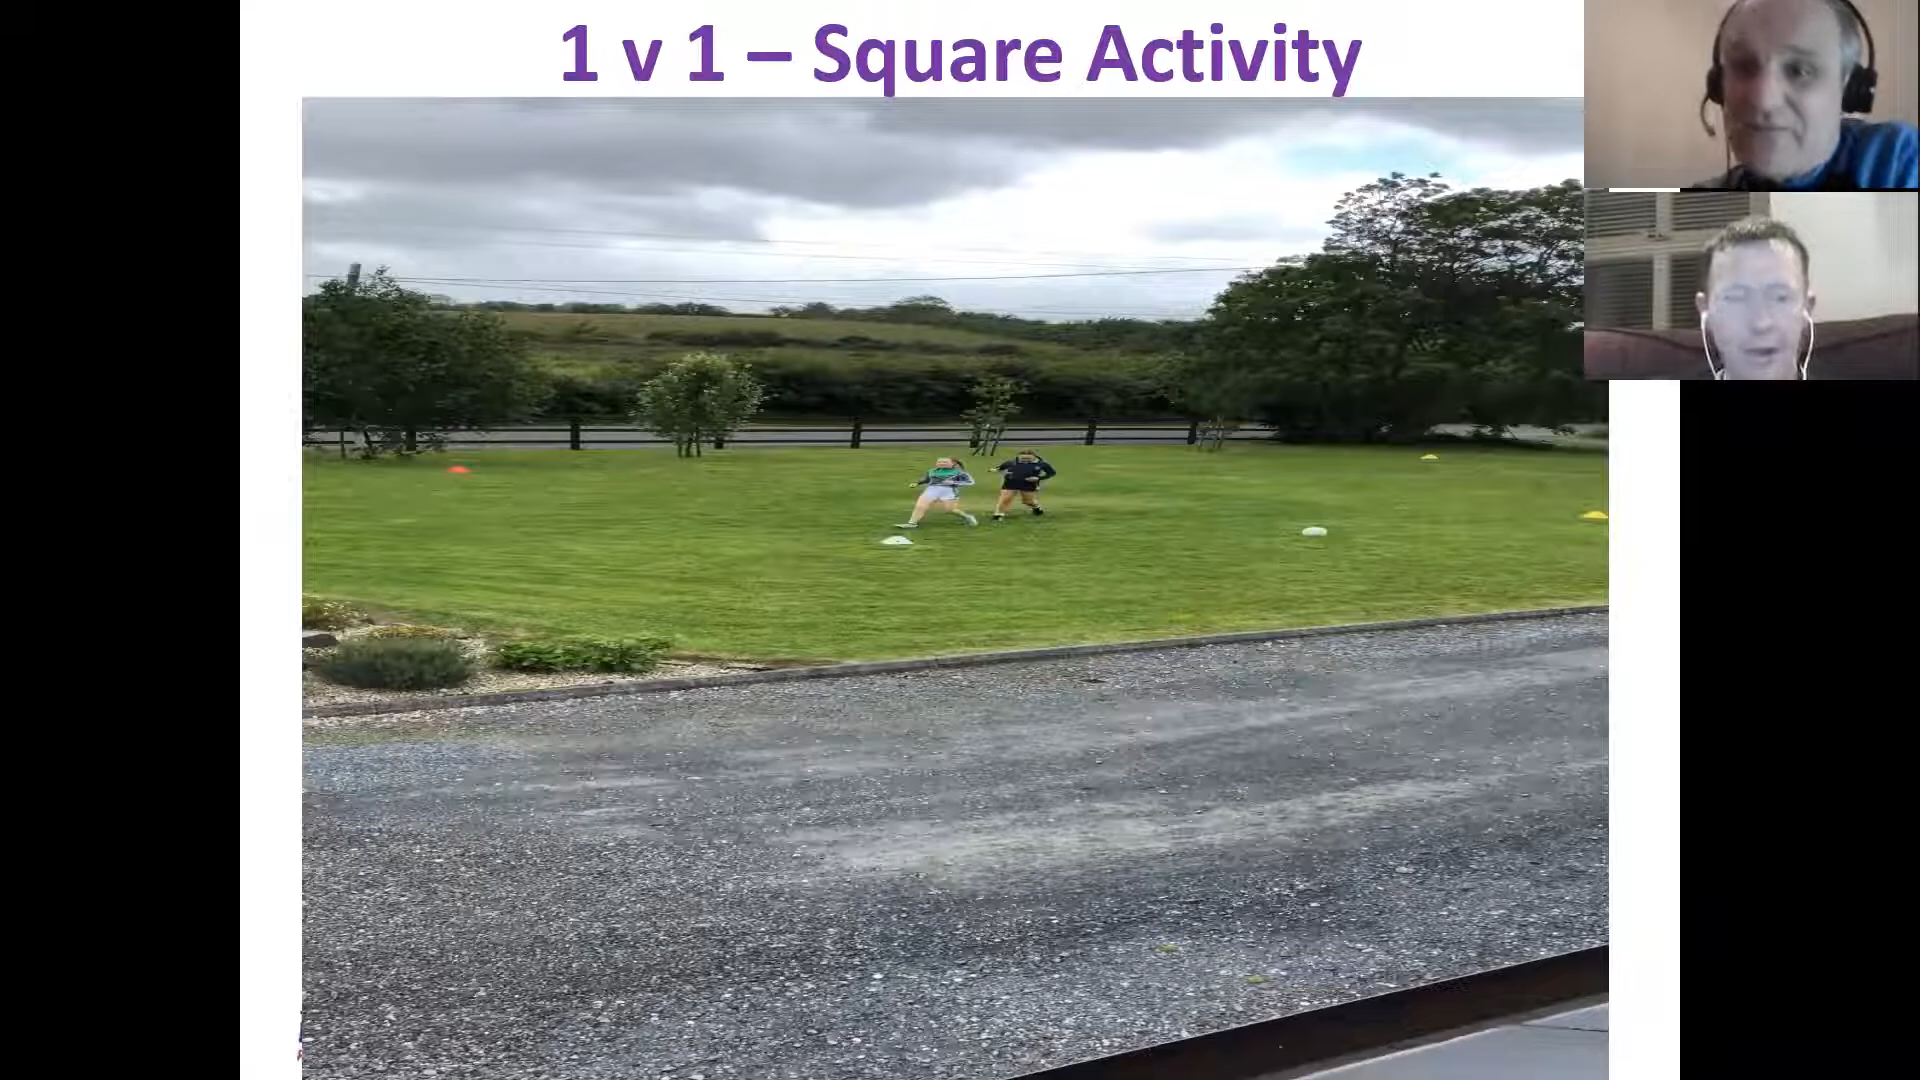 1 v 1 – Square Activity